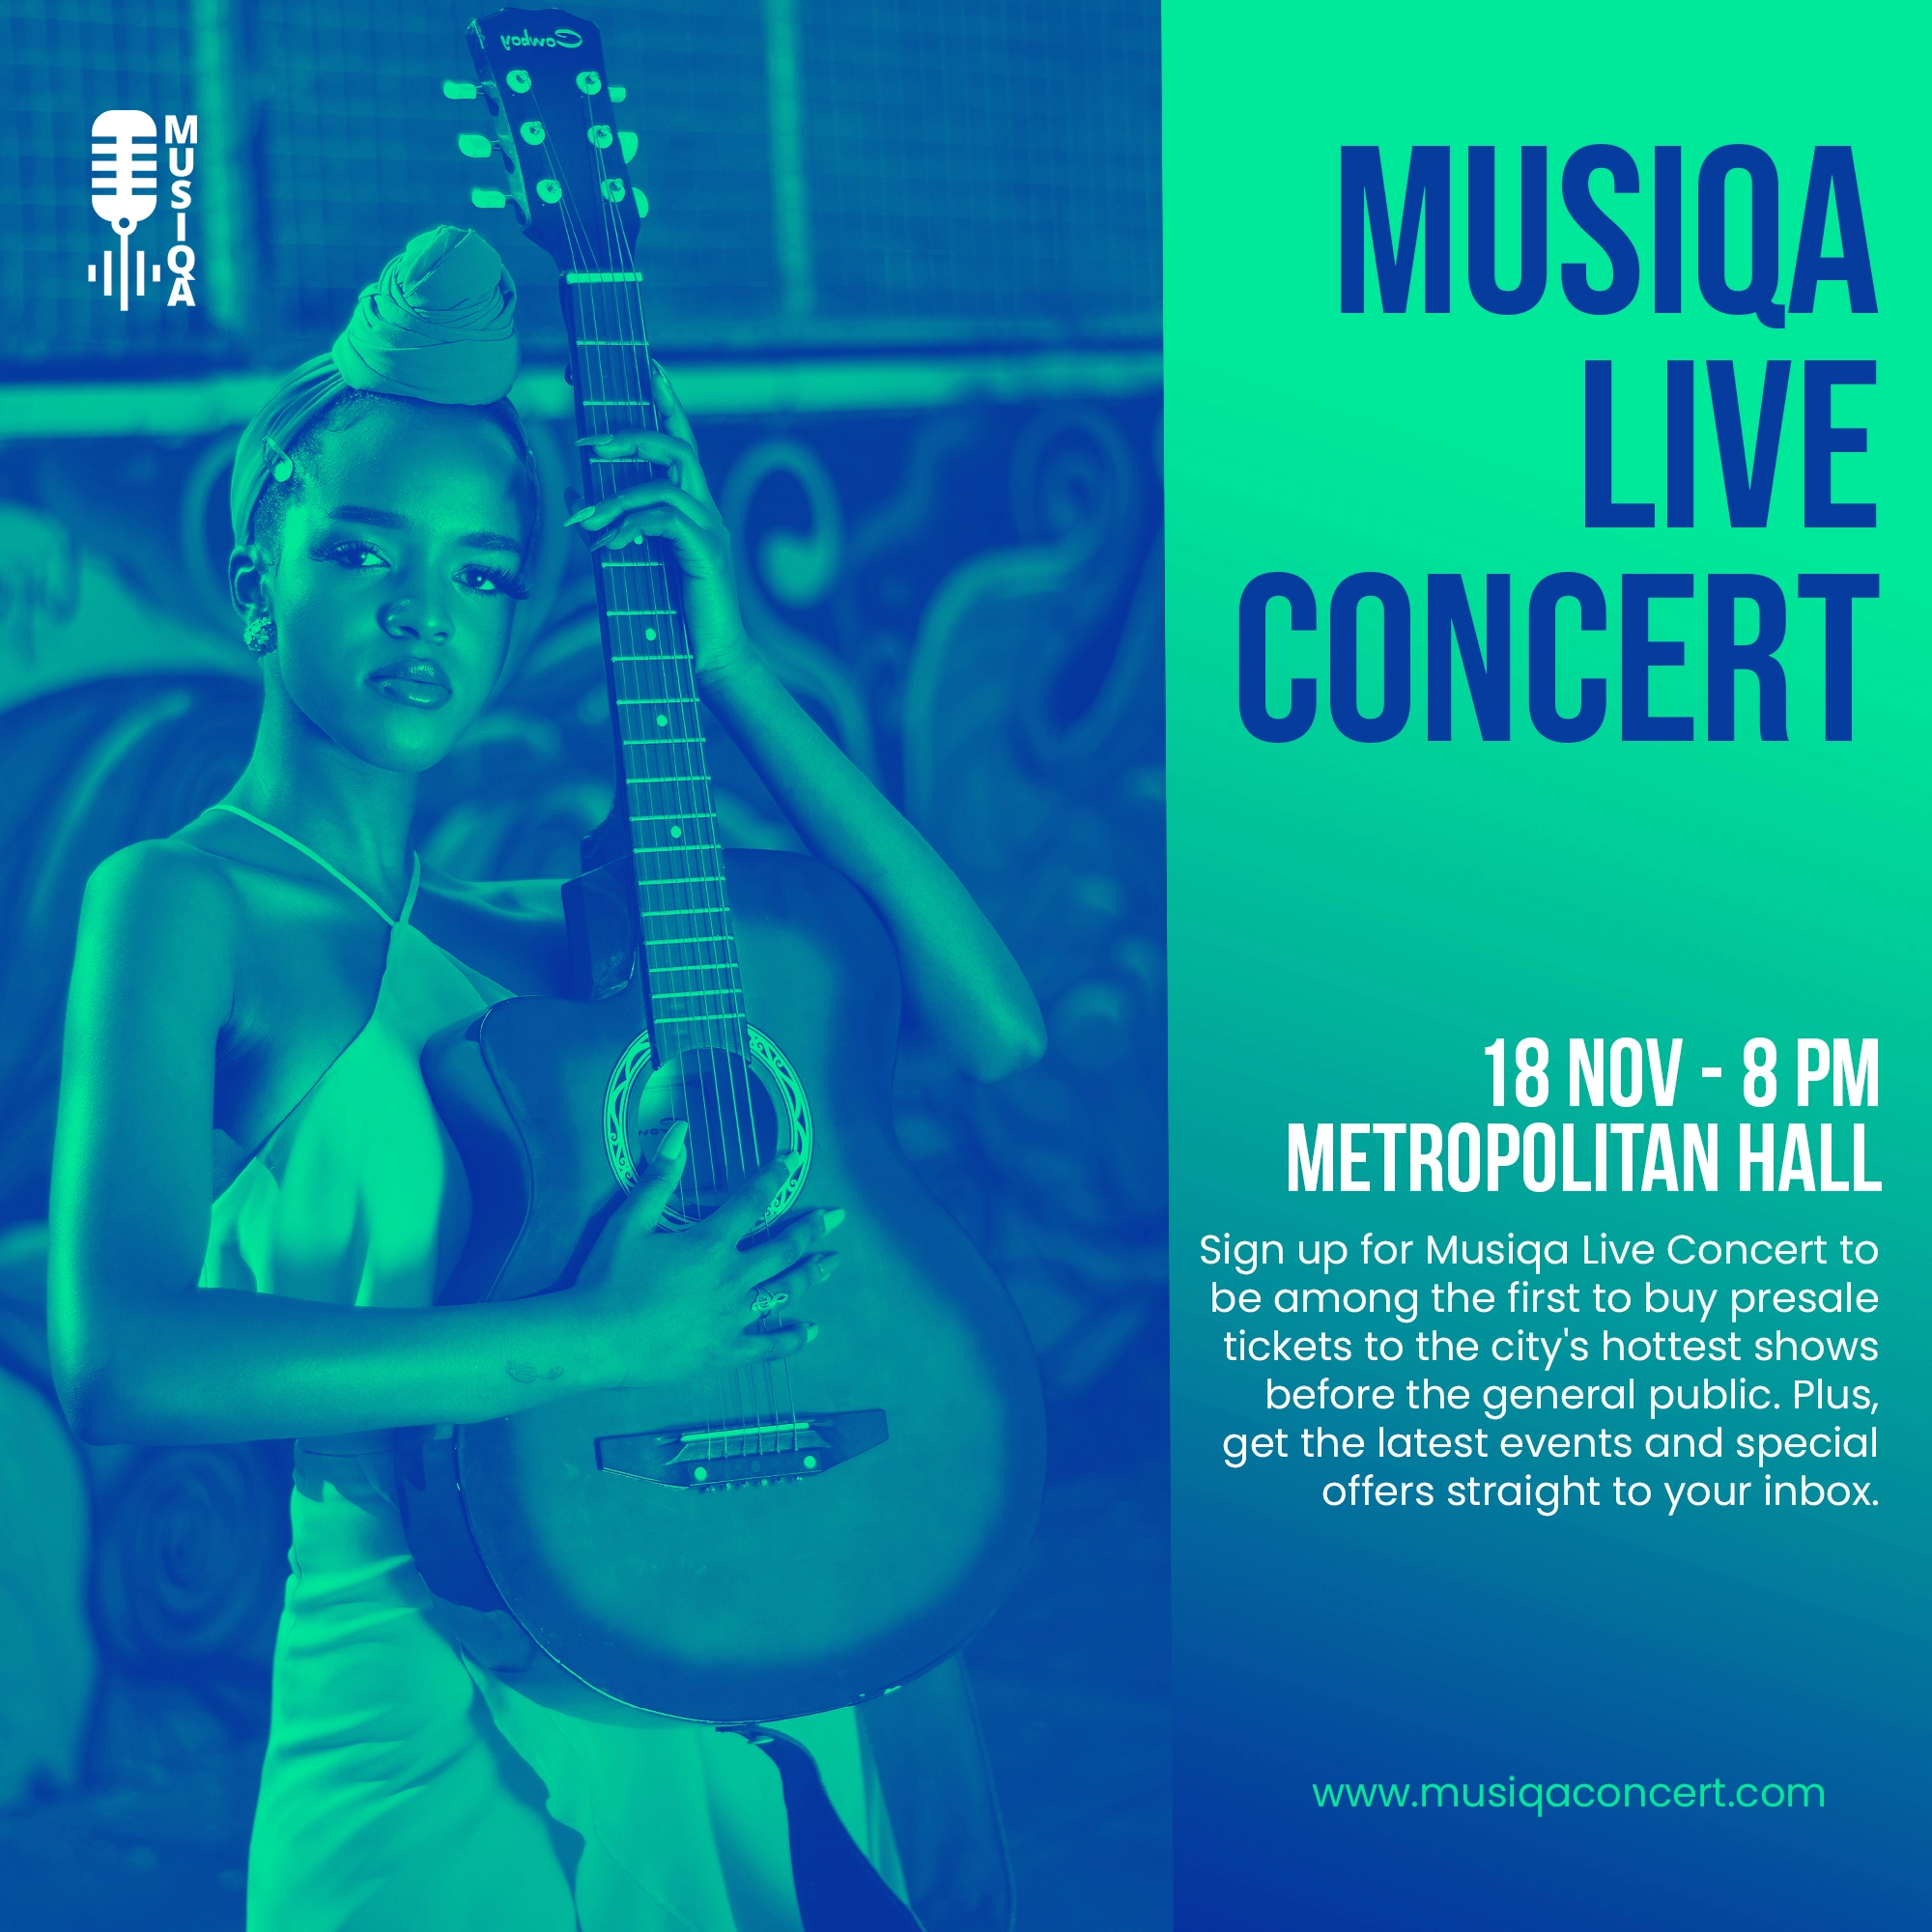 MUSIQA
Cowboy
MUSIQA
LIVE
CONCERT
18 NOV - 8 PM
METROPOLITAN HALL
Sign up for Musiqa Live Concert to
be among the first to buy presale
tickets to the city's hottest shows
before the general public. Plus,
get the latest events and special
offers straight to your inbox.
www.musiqaconcert.com